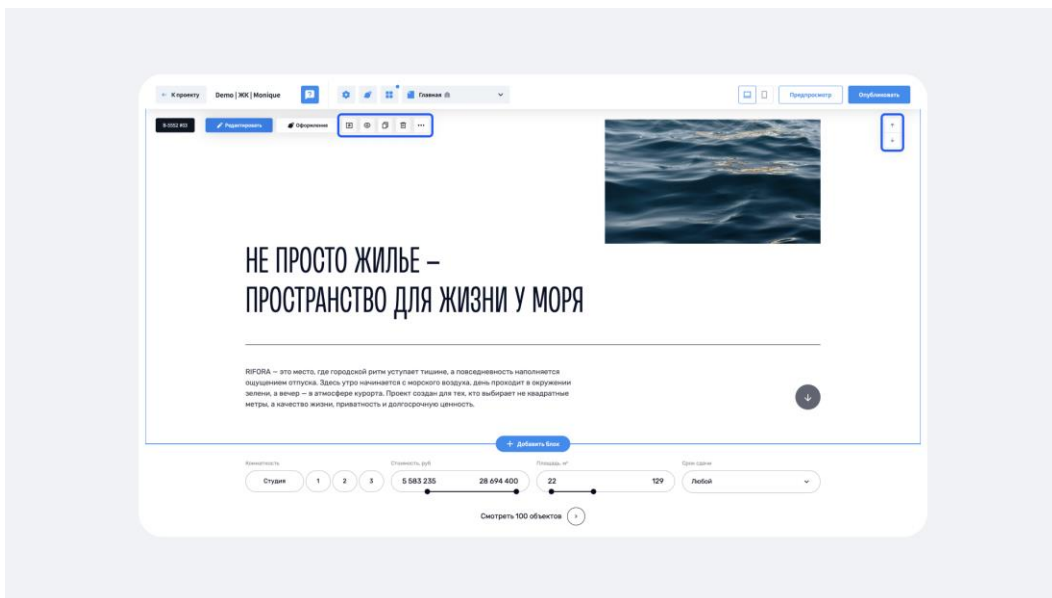 ← К проекту Demo | ЖК | Monique Главная Предпросмотр Опубликовать
Редактировать Оформление
НЕ ПРОСТО ЖИЛЬЕ –
ПРОСТРАНСТВО ДЛЯ ЖИЗНИ У МОРЯ
RIFORA – это место, где городской ритм уступает тишине, а повседневность наполняется
ощущением отпуска. Здесь утро начинается с морского воздуха, день проходит в окружении
зелени, а вечер – в атмосфере курорта. Проект создан для тех, кто выбирает не квадратные
метры, а качество жизни, приватность и долгосрочную ценность.
+ Добавить блок
Комнатность Стоимость, руб Площадь, м² Срок сдачи
Студия 1 2 3 5 583 235 28 694 400 22 129 Любой
Смотреть 100 объектов